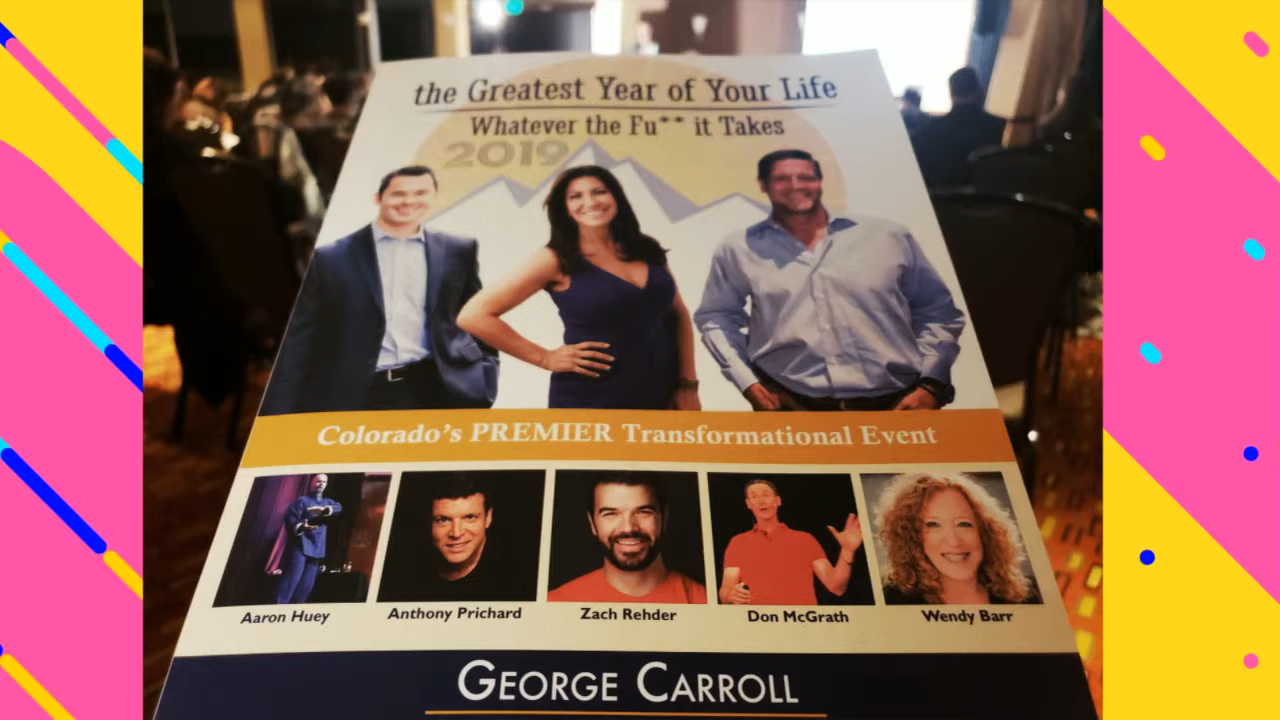 the Greatest Year of Your Life
Whatever the Fu** it Takes
2019
Colorado's PREMIER Transformational Event
Aaron Huey
Anthony Prichard
Zach Rehder
Don McGrath
Wendy Barr
GEORGE CARROLL